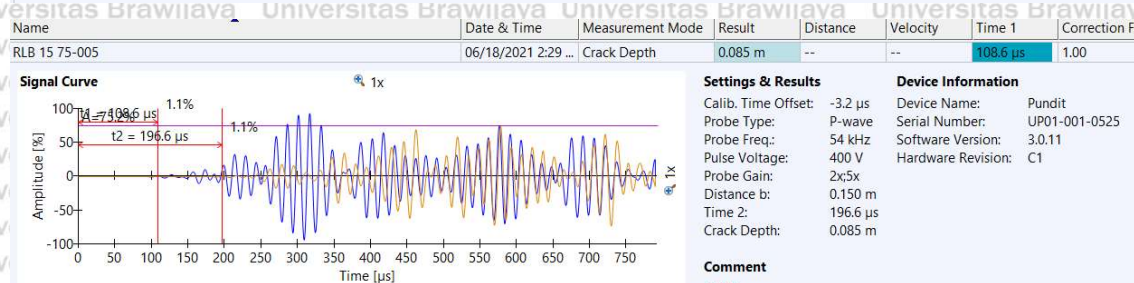 Universitas Brawijaya Universitas Brawijaya Universitas Brawijaya
Name Date & Time Measurement Mode Result Distance Velocity Time 1 Correction F
RLB 15 75-005 06/18/2021 2:29 ... Crack Depth 0.085 m -- -- 108.6 µs 1.00
Signal Curve 1x
Amplitude [%]
100
50
0
-50
-100
t1 = 108.6 µs
A=75.2%
1.1%
t2 = 196.6 µs
1.1%
1x
0 50 100 150 200 250 300 350 400 450 500 550 600 650 700 750
Time [µs]
Settings & Results
Calib. Time Offset: -3.2 µs
Probe Type: P-wave
Probe Freq.: 54 kHz
Pulse Voltage: 400 V
Probe Gain: 2x;5x
Distance b: 0.150 m
Time 2: 196.6 µs
Crack Depth: 0.085 m
Comment
Device Information
Device Name: Pundit
Serial Number: UP01-001-0525
Software Version: 3.0.11
Hardware Revision: C1